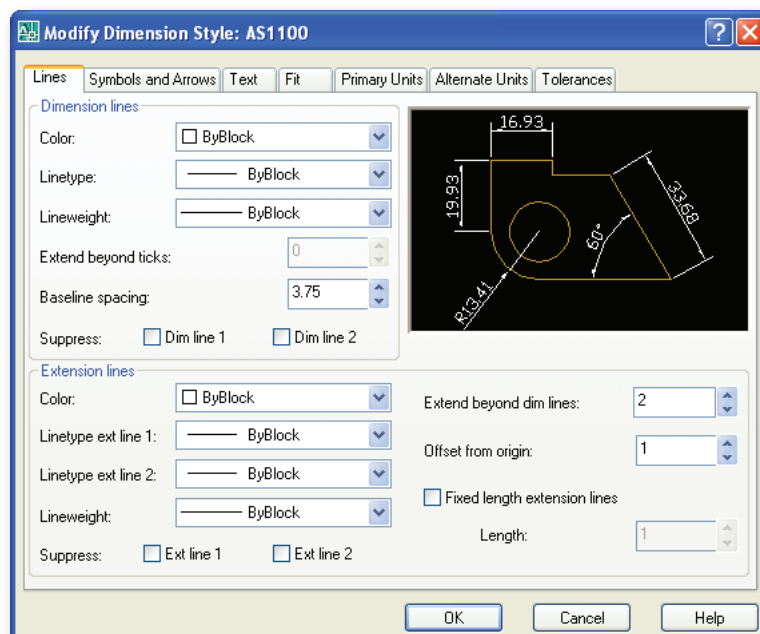 Modify Dimension Style: AS1100
Lines Symbols and Arrows Text Fit Primary Units Alternate Units Tolerances
Dimension lines
Color: ByBlock
Linetype: ByBlock
Lineweight: ByBlock
Extend beyond ticks: 0
Baseline spacing: 3.75
Suppress: Dim line 1 Dim line 2
16.93
19.93
33.68
60°
R13.41
Extension lines
Color: ByBlock
Linetype ext line 1: ByBlock
Linetype ext line 2: ByBlock
Lineweight: ByBlock
Suppress: Ext line 1 Ext line 2
Extend beyond dim lines: 2
Offset from origin: 1
Fixed length extension lines
Length: 1
OK Cancel Help